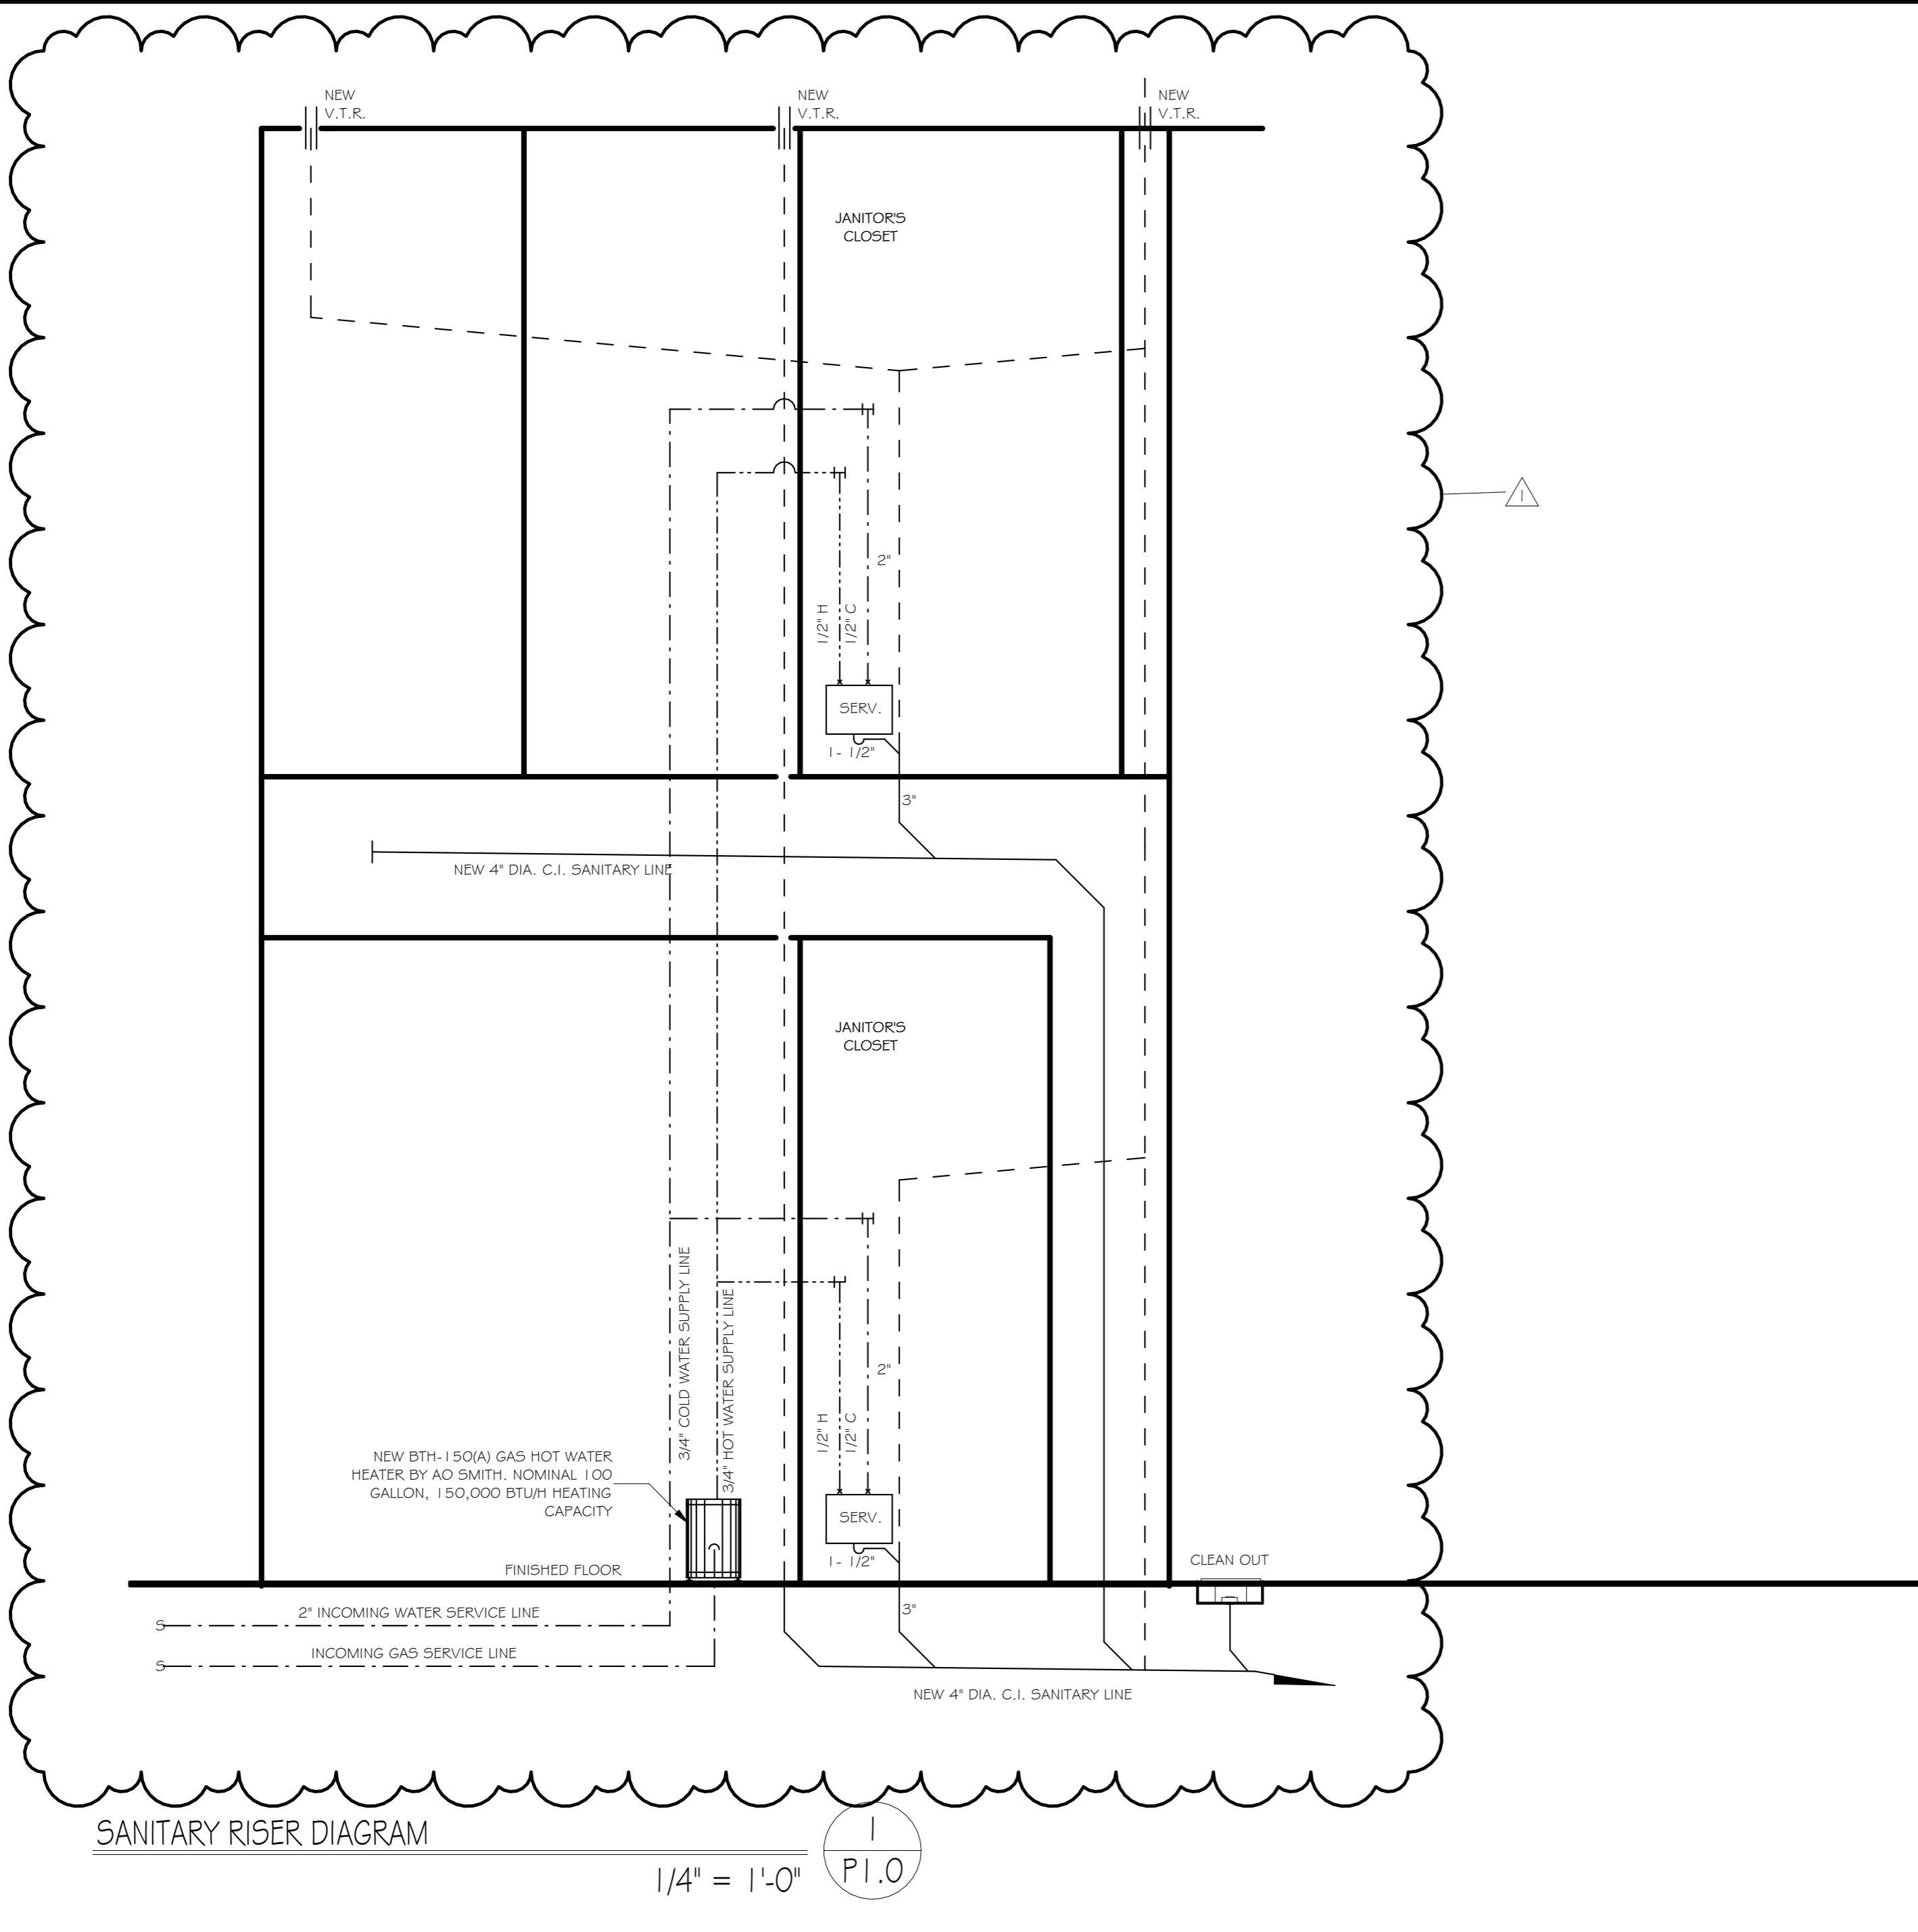 NEW
V.T.R.
NEW
V.T.R.
NEW
V.T.R.
JANITOR'S
CLOSET
1
2"
1/2" H
1/2" C
SERV.
1- 1/2"
3"
NEW 4" DIA. C.I. SANITARY LINE
JANITOR'S
CLOSET
3/4" COLD WATER SUPPLY LINE
3/4" HOT WATER SUPPLY LINE
2"
1/2" H
1/2" C
NEW BTH-150(A) GAS HOT WATER
HEATER BY AO SMITH. NOMINAL 100
GALLON, 150,000 BTU/H HEATING
CAPACITY
SERV.
1- 1/2"
CLEAN OUT
FINISHED FLOOR
3"
S
2" INCOMING WATER SERVICE LINE
S
INCOMING GAS SERVICE LINE
NEW 4" DIA. C.I. SANITARY LINE
SANITARY RISER DIAGRAM
1/4" = 1'-0"
1
P1.0